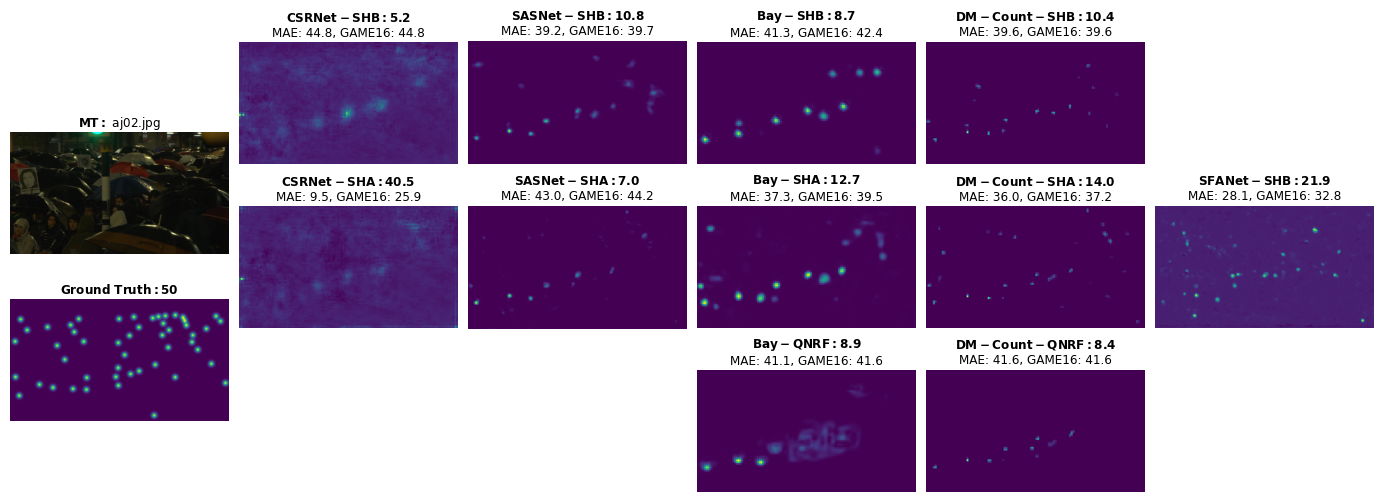 MT: aj02.jpg
Ground Truth: 50
CSRNet-SHB: 5.2
MAE: 44.8, GAME16: 44.8
SASNet-SHB: 10.8
MAE: 39.2, GAME16: 39.7
Bay-SHB: 8.7
MAE: 41.3, GAME16: 42.4
DM-Count-SHB: 10.4
MAE: 39.6, GAME16: 39.6
CSRNet-SHA: 40.5
MAE: 9.5, GAME16: 25.9
SASNet-SHA: 7.0
MAE: 43.0, GAME16: 44.2
Bay-SHA: 12.7
MAE: 37.3, GAME16: 39.5
DM-Count-SHA: 14.0
MAE: 36.0, GAME16: 37.2
SFANet-SHB: 21.9
MAE: 28.1, GAME16: 32.8
Bay-QNRF: 8.9
MAE: 41.1, GAME16: 41.6
DM-Count-QNRF: 8.4
MAE: 41.6, GAME16: 41.6